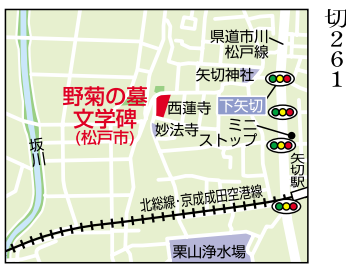 切261
県道市川
松戸線
矢切神社
野菊の墓
文学碑
(松戸市)
西蓮寺
下矢切
妙法寺
ミニ
ストップ
坂川
矢切駅
北総線・京成成田空港線
栗山浄水場